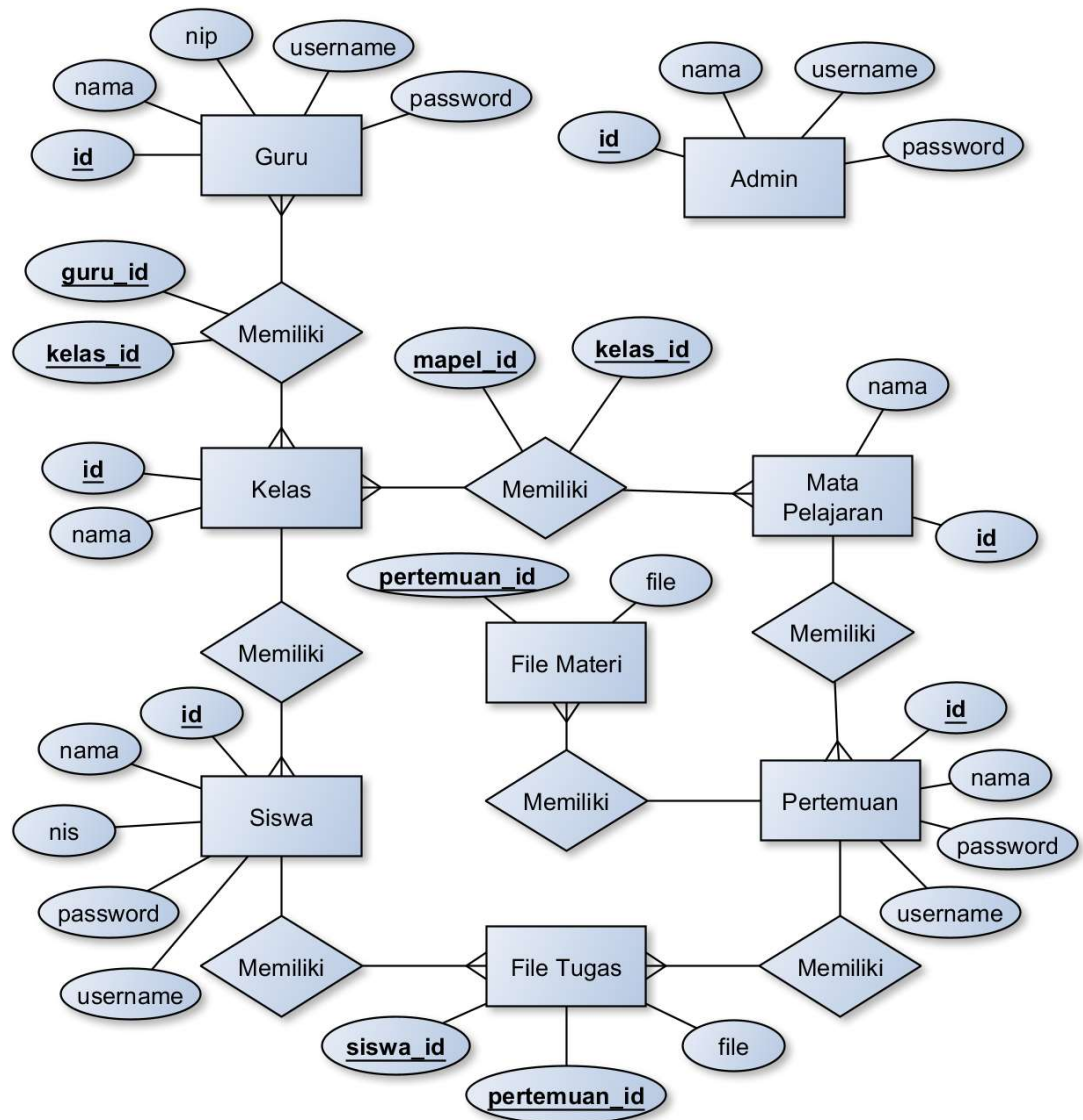 nip
username
nama
password
id
Guru
nama
username
id
password
Admin
guru_id
Memiliki
kelas_id
mapel_id
kelas_id
nama
id
Kelas
Memiliki
Mata
Pelajaran
nama
id
pertemuan_id
file
Memiliki
File Materi
Memiliki
id
id
nama
nama
Siswa
Memiliki
Pertemuan
nis
password
password
username
Memiliki
File Tugas
Memiliki
username
siswa_id
file
pertemuan_id